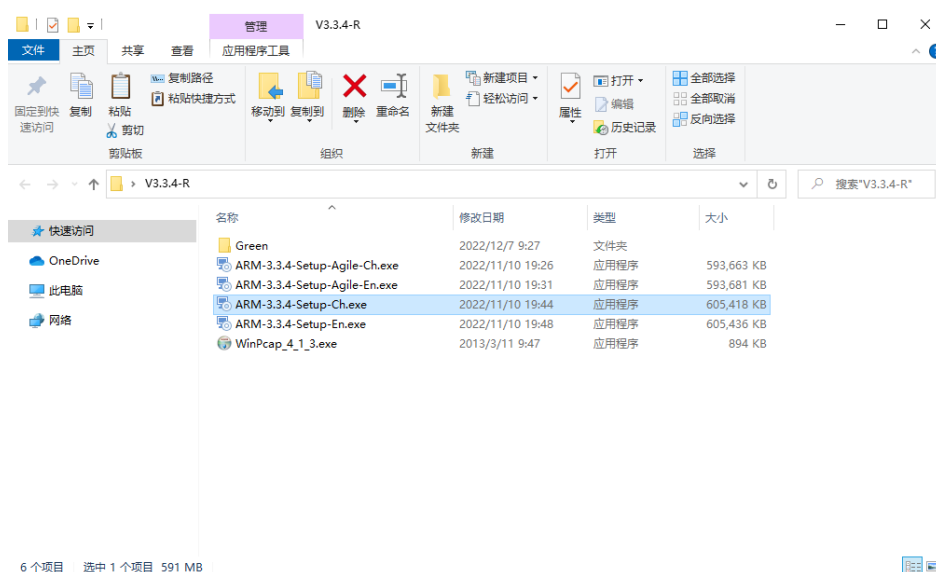 管理
V3.3.4-R
文件
主页
共享
查看
应用程序工具
固定到快
速访问
复制
粘贴
复制路径
粘贴快捷方式
剪切
剪贴板
移动到
复制到
删除
重命名
组织
新建
文件夹
新建项目
轻松访问
新建
属性
打开
编辑
历史记录
打开
全部选择
全部取消
反向选择
选择
V3.3.4-R
搜索"V3.3.4-R"
快速访问
OneDrive
此电脑
网络
名称 修改日期 类型 大小
Green 2022/12/7 9:27 文件夹
ARM-3.3.4-Setup-Agile-Ch.exe 2022/11/10 19:26 应用程序 593,663 KB
ARM-3.3.4-Setup-Agile-En.exe 2022/11/10 19:31 应用程序 593,681 KB
ARM-3.3.4-Setup-Ch.exe 2022/11/10 19:44 应用程序 605,418 KB
ARM-3.3.4-Setup-En.exe 2022/11/10 19:48 应用程序 605,436 KB
WinPcap_4_1_3.exe 2013/3/11 9:47 应用程序 894 KB
6 个项目 选中 1 个项目 591 MB